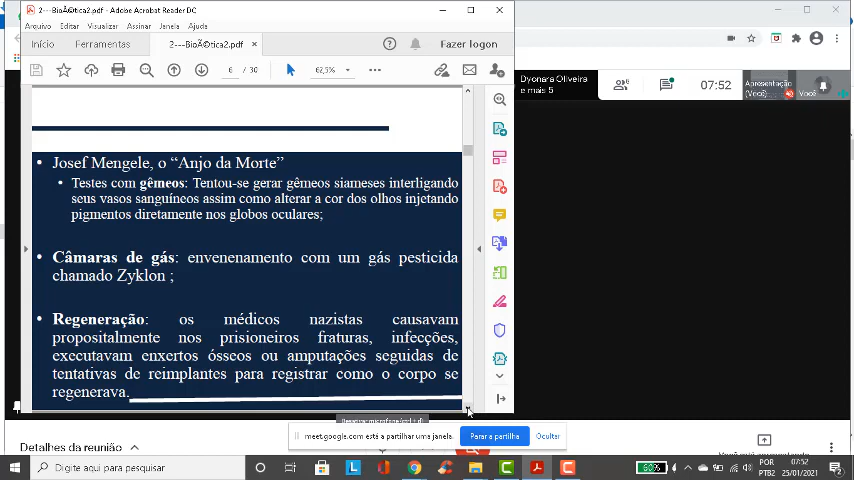 2---BioÃ©tica2.pdf - Adobe Acrobat Reader DC
Arquivo Editar Visualizar Assinar Janela Ajuda
Início Ferramentas 2---BioÃ©tica2.pdf × Fazer logon
6 / 30 62,5%
Dyonara Oliveira
e mais 5
6
07:52
Apresentação
(Você)
Você
• Josef Mengele, o “Anjo da Morte”
• Testes com gêmeos: Tentou-se gerar gêmeos siameses interligando
seus vasos sanguíneos assim como alterar a cor dos olhos injetando
pigmentos diretamente nos globos oculares;
• Câmaras de gás: envenenamento com um gás pesticida
chamado Zyklon ;
• Regeneração: os médicos nazistas causavam
propositalmente nos prisioneiros fraturas, infecções,
executavam enxertos ósseos ou amputações seguidas de
tentativas de reimplantes para registrar como o corpo se
regenerava.
meet.google.com está a partilhar uma janela. Parar a partilha Ocultar
Detalhes da reunião
Digite aqui para pesquisar
60%
POR
PTB2
07:52
25/01/2021
2